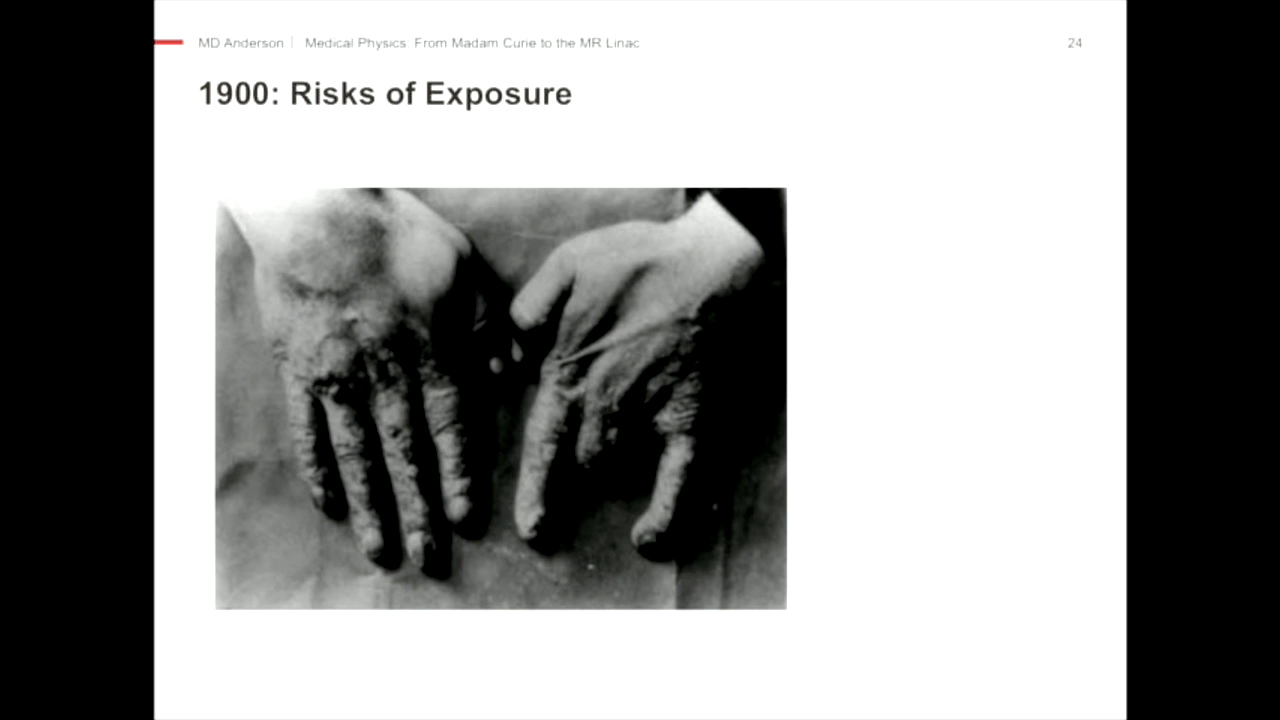 MD Anderson | Medical Physics: From Madam Curie to the MR Linac
24
1900: Risks of Exposure